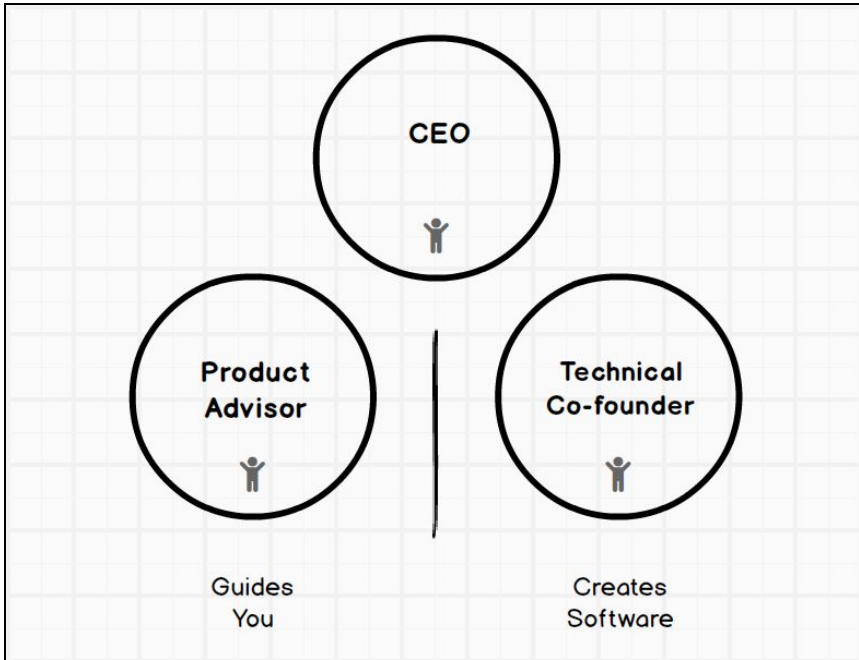 CEO
Product
Advisor
Technical
Co-founder
Guides
You
Creates
Software